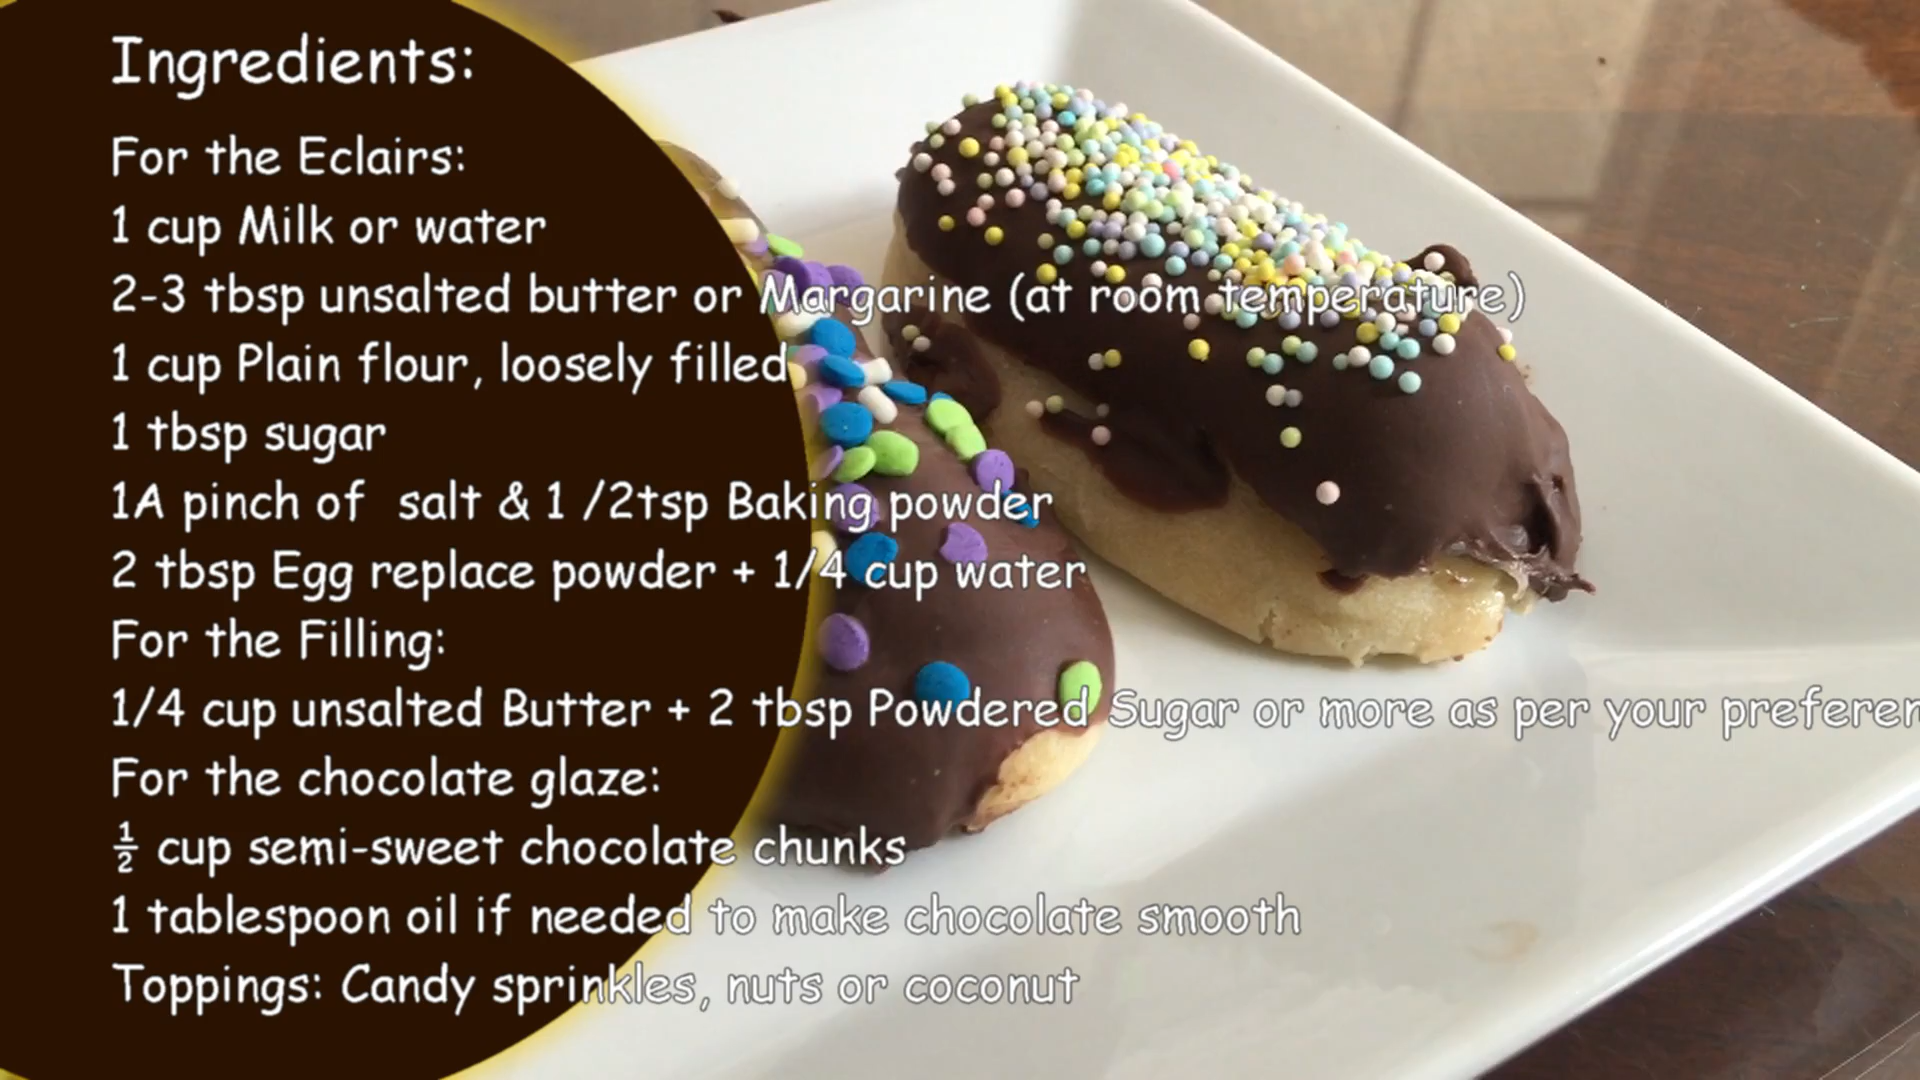 Ingredients:
For the Eclairs:
1 cup Milk or water
2-3 tbsp unsalted butter or Margarine (at room temperature)
1 cup Plain flour, loosely filled
1 tbsp sugar
1A pinch of  salt & 1 /2tsp Baking powder
2 tbsp Egg replace powder + 1/4 cup water
For the Filling:
1/4 cup unsalted Butter + 2 tbsp Powdered Sugar or more as per your preferen
For the chocolate glaze:
½ cup semi-sweet chocolate chunks
1 tablespoon oil if needed to make chocolate smooth
Toppings: Candy sprinkles, nuts or coconut